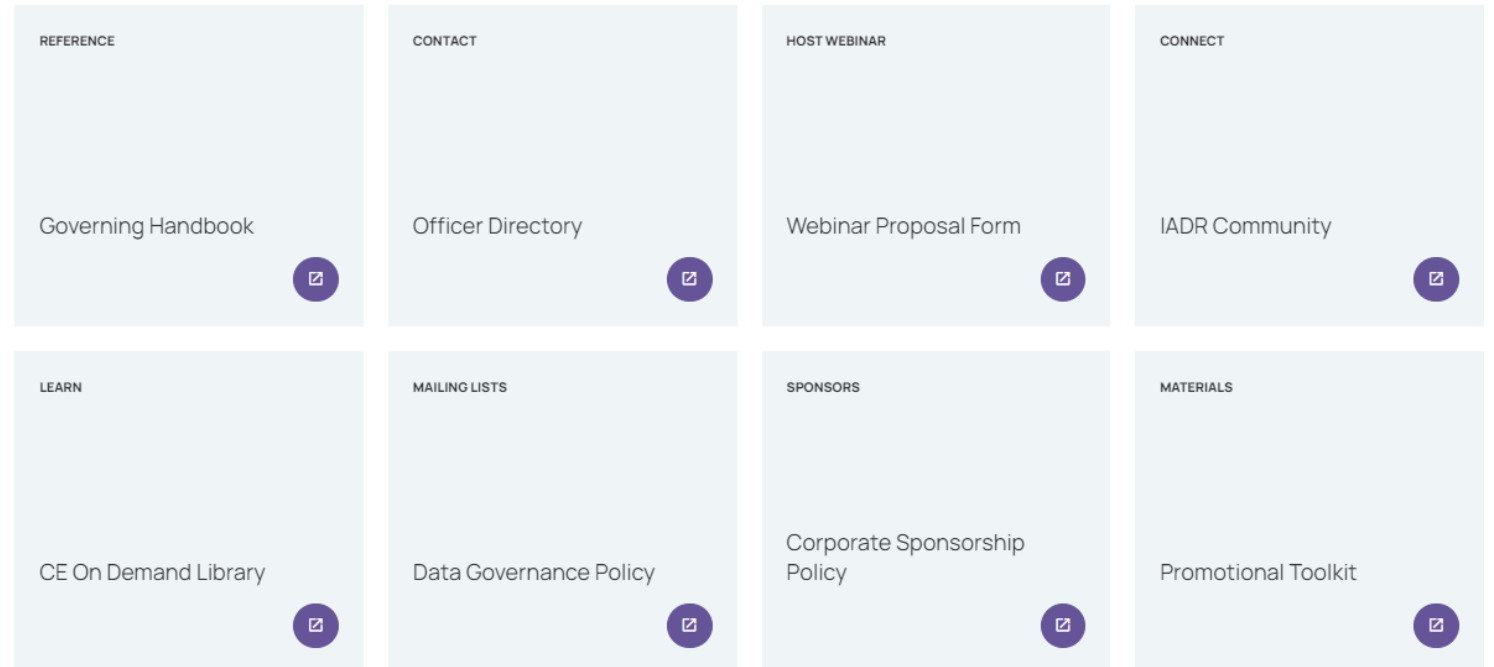 REFERENCE
Governing Handbook
CONTACT
Officer Directory
HOST WEBINAR
Webinar Proposal Form
CONNECT
IADR Community
LEARN
CE On Demand Library
MAILING LISTS
Data Governance Policy
SPONSORS
Corporate Sponsorship
Policy
MATERIALS
Promotional Toolkit